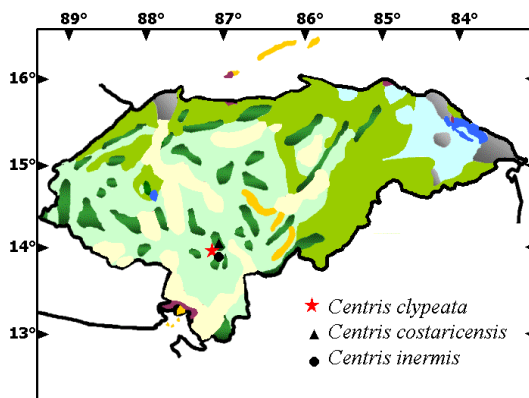 89° 88° 87° 86° 85° 84°
16°
15°
14°
13°
Centris clypeata
Centris costaricensis
Centris inermis